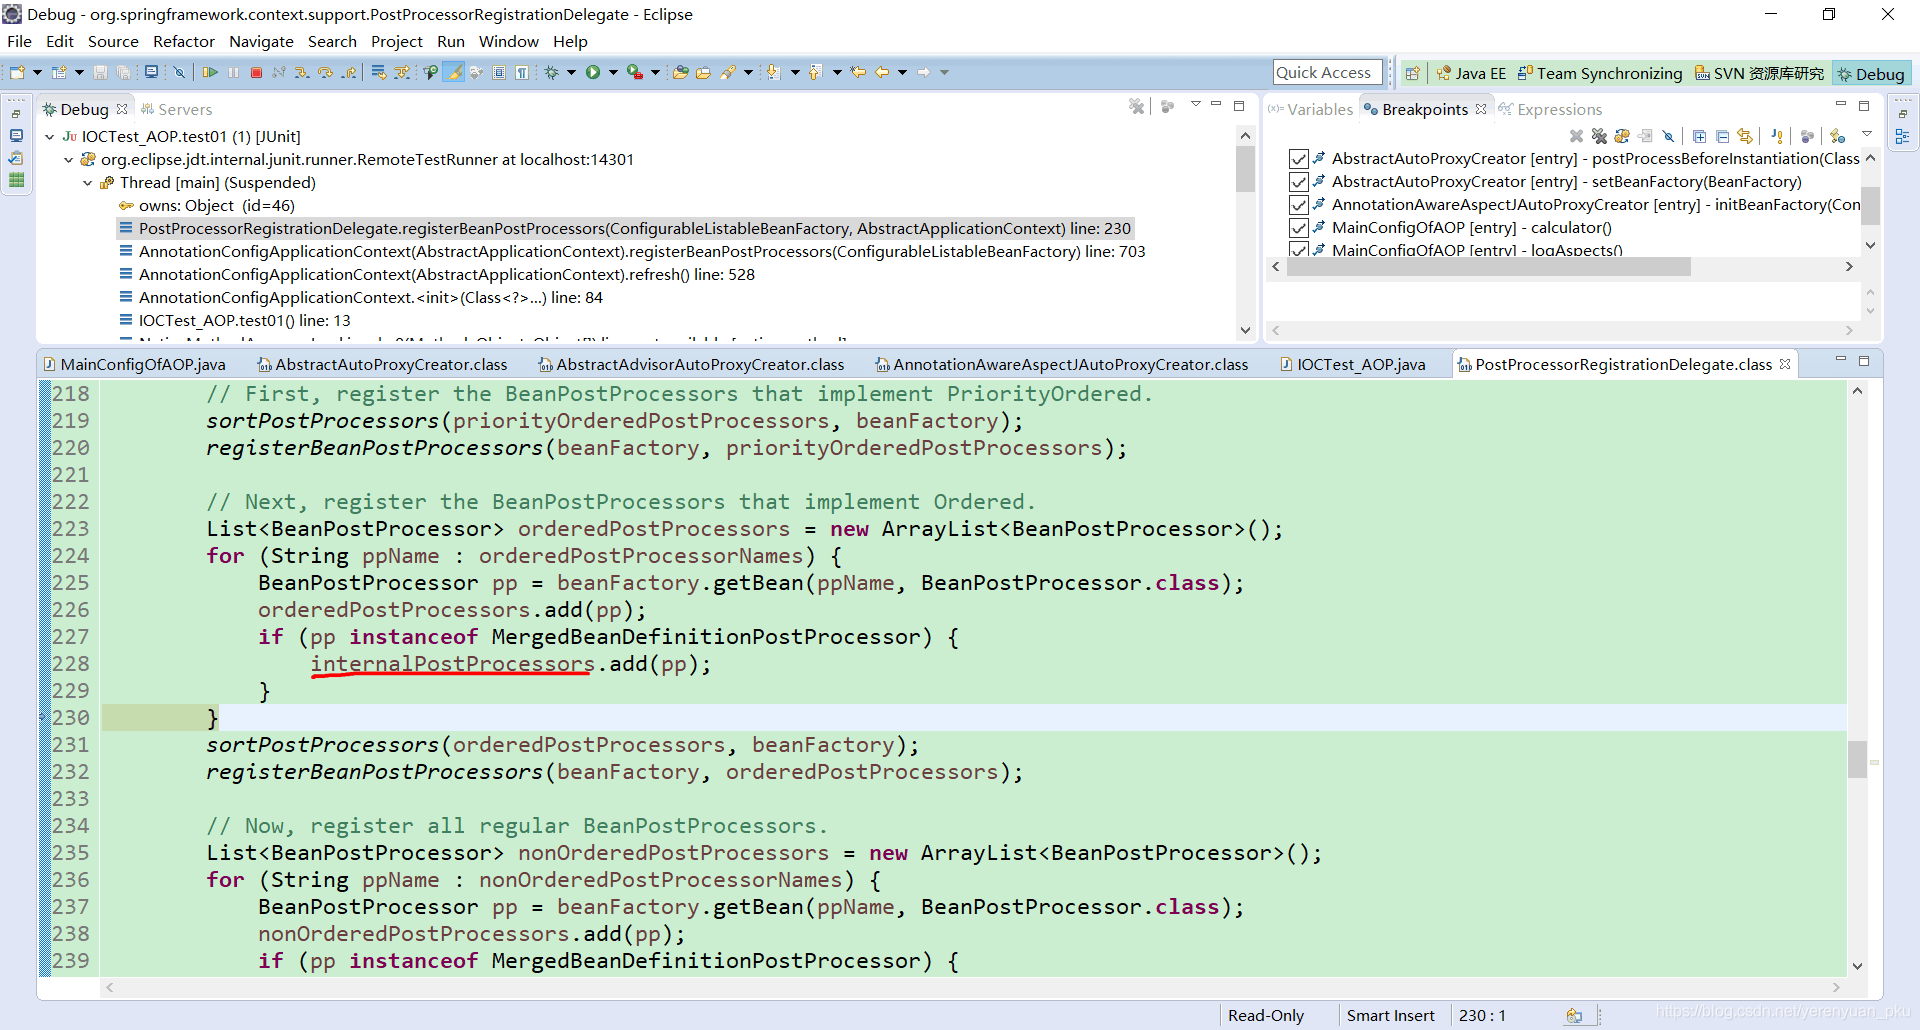 Debug - org.springframework.context.support.PostProcessorRegistrationDelegate - Eclipse
File Edit Source Refactor Navigate Search Project Run Window Help
Quick Access
Java EE
Team Synchronizing
SVN 资源库研究
Debug
Debug
Servers
IOCTest_AOP.test01 (1) [JUnit]
org.eclipse.jdt.internal.junit.runner.RemoteTestRunner at localhost:14301
Thread [main] (Suspended)
owns: Object (id=46)
PostProcessorRegistrationDelegate.registerBeanPostProcessors(ConfigurableListableBeanFactory, AbstractApplicationContext) line: 230
AnnotationConfigApplicationContext(AbstractApplicationContext).registerBeanPostProcessors(ConfigurableListableBeanFactory) line: 703
AnnotationConfigApplicationContext(AbstractApplicationContext).refresh() line: 528
AnnotationConfigApplicationContext.<init>(Class<?>...) line: 84
IOCTest_AOP.test01() line: 13
(x)= Variables
Breakpoints
Expressions
AbstractAutoProxyCreator [entry] - postProcessBeforeInstantiation(Class
AbstractAutoProxyCreator [entry] - setBeanFactory(BeanFactory)
AnnotationAwareAspectJAutoProxyCreator [entry] - initBeanFactory(Con
MainConfigOfAOP [entry] - calculator()
MainConfigOfAOP [entry] - logAspects()
MainConfigOfAOP.java
AbstractAutoProxyCreator.class
AbstractAdvisorAutoProxyCreator.class
AnnotationAwareAspectJAutoProxyCreator.class
IOCTest_AOP.java
PostProcessorRegistrationDelegate.class
218 // First, register the BeanPostProcessors that implement PriorityOrdered.
219 sortPostProcessors(priorityOrderedPostProcessors, beanFactory);
220 registerBeanPostProcessors(beanFactory, priorityOrderedPostProcessors);
221
222 // Next, register the BeanPostProcessors that implement Ordered.
223 List<BeanPostProcessor> orderedPostProcessors = new ArrayList<BeanPostProcessor>();
224 for (String ppName : orderedPostProcessorNames) {
225 BeanPostProcessor pp = beanFactory.getBean(ppName, BeanPostProcessor.class);
226 orderedPostProcessors.add(pp);
227 if (pp instanceof MergedBeanDefinitionPostProcessor) {
228 internalPostProcessors.add(pp);
229 }
230 }
231 sortPostProcessors(orderedPostProcessors, beanFactory);
232 registerBeanPostProcessors(beanFactory, orderedPostProcessors);
233
234 // Now, register all regular BeanPostProcessors.
235 List<BeanPostProcessor> nonOrderedPostProcessors = new ArrayList<BeanPostProcessor>();
236 for (String ppName : nonOrderedPostProcessorNames) {
237 BeanPostProcessor pp = beanFactory.getBean(ppName, BeanPostProcessor.class);
238 nonOrderedPostProcessors.add(pp);
239 if (pp instanceof MergedBeanDefinitionPostProcessor) {
Read-Only
Smart Insert
230 : 1
https://blog.csdn.net/yerenyuan_pku